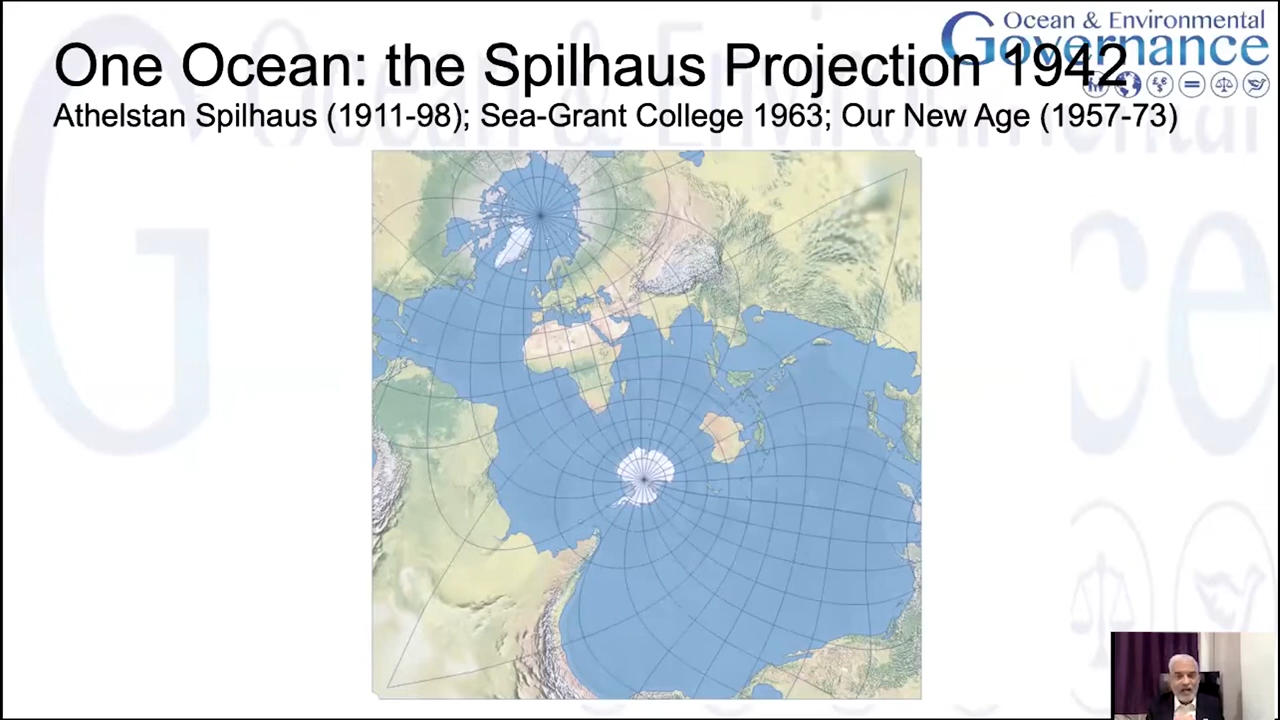 Ocean & Environmental
Governance
One Ocean: the Spilhaus Projection 1942
Athelstan Spilhaus (1911-98); Sea-Grant College 1963; Our New Age (1957-73)